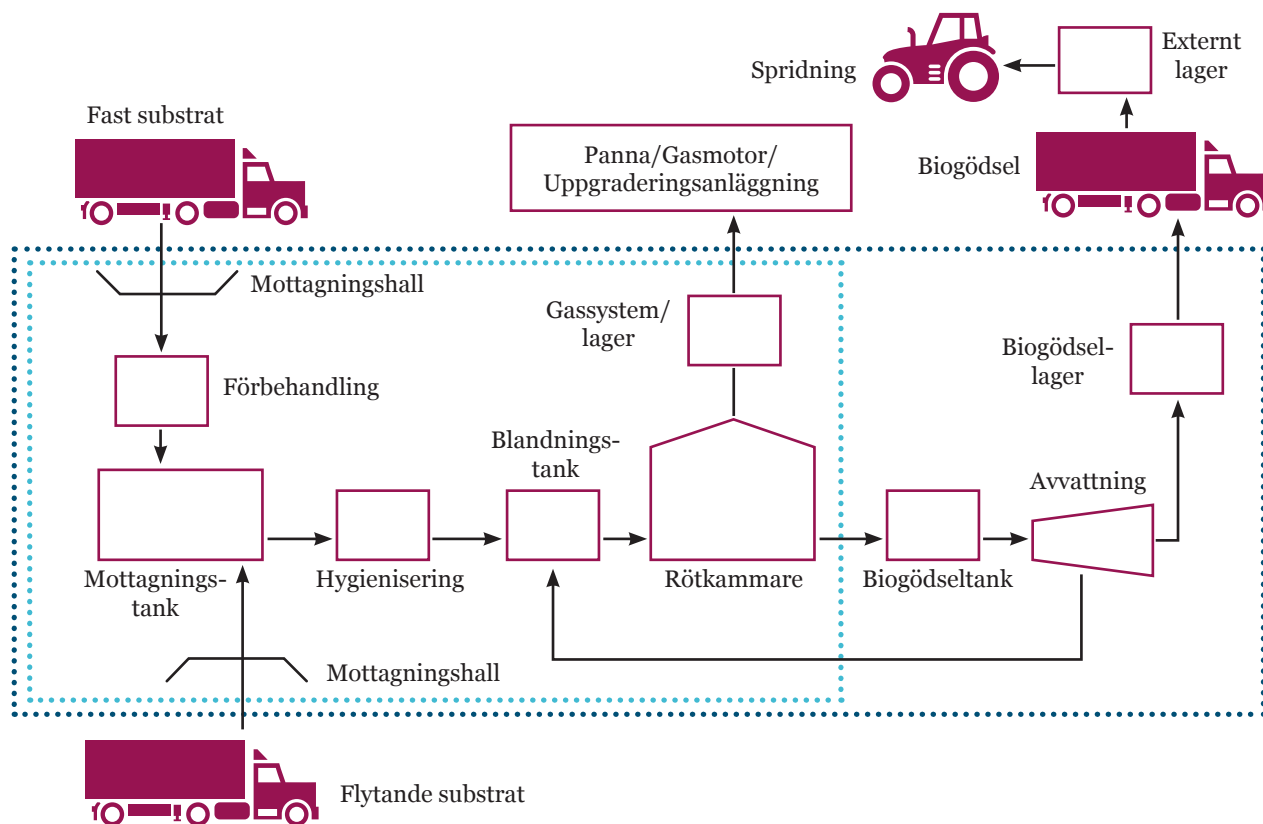 Externt
lager
Spridning
Fast substrat
Panna/Gasmotor/
Uppgraderingsanläggning
Biogödsel
Mottagningshall
Gassystem/
lager
Biogödsel-
lager
Förbehandling
Blandnings-
tank
Avvattning
Mottagnings-
tank
Hygienisering
Rötkammare
Biogödseltank
Mottagningshall
Flytande substrat